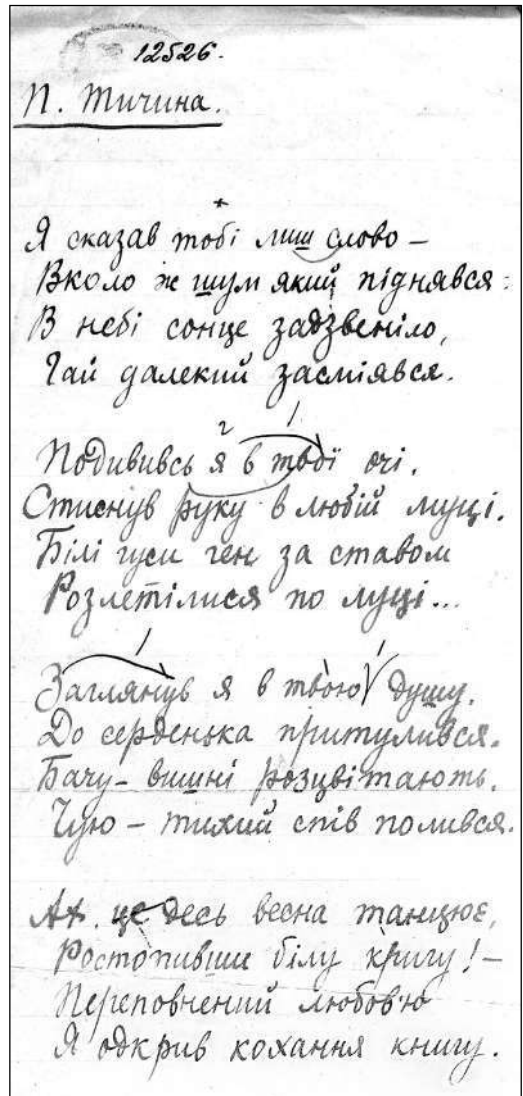 12526.
П. Тичина.
Я сказав тобі лиш слово –
Вколо ж шум який піднявся:
В небі сонце задзвеніло,
Гай далекий засміявся.
Подививсь я в твої очі.
Стиснув руку в любій муці.
Білі гуси ген за ставом
Розлетілися по луці...
Заглянув я в твою душу.
До серденька притулився.
Бачу – вишні розцвітають.
Чую – тихий спів полився.
Ах, це десь весна танцює,
Ростопивши білу кригу! –
Переповнений любов'ю
Я одкрив кохання книгу.